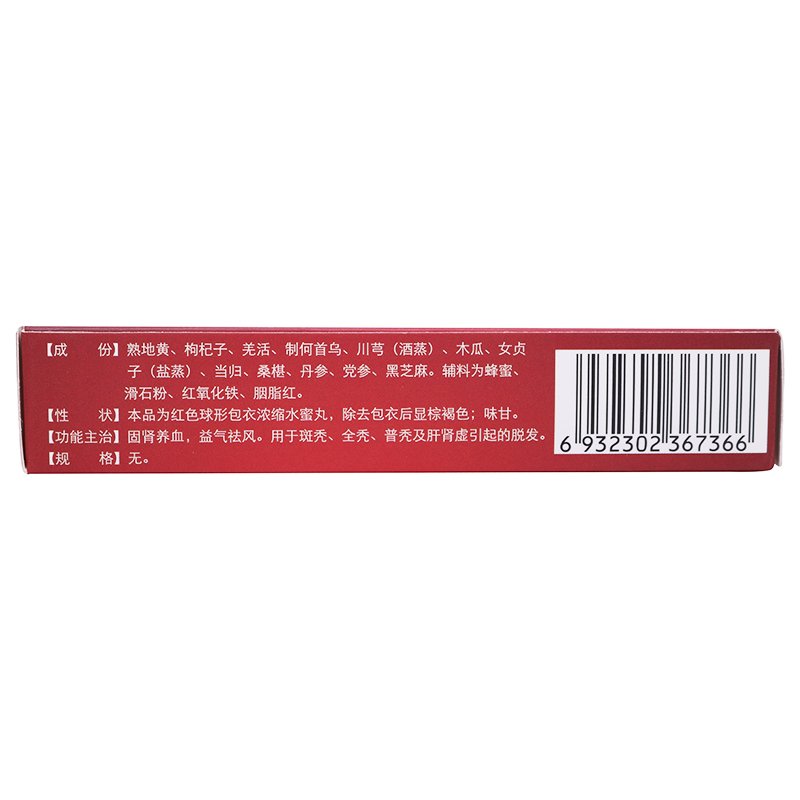 【成　份】熟地黄、枸杞子、羌活、制何首乌、川芎（酒蒸）、木瓜、女贞
子（盐蒸）、当归、桑椹、丹参、党参、黑芝麻。辅料为蜂蜜、
滑石粉、红氧化铁、胭脂红。
【性　状】本品为红色球形包衣浓缩水蜜丸，除去包衣后显棕褐色；味甘。
【功能主治】固肾养血，益气祛风。用于斑秃、全秃、普秃及肝肾虚引起的脱发。
【规　格】无。
6 932302 367366